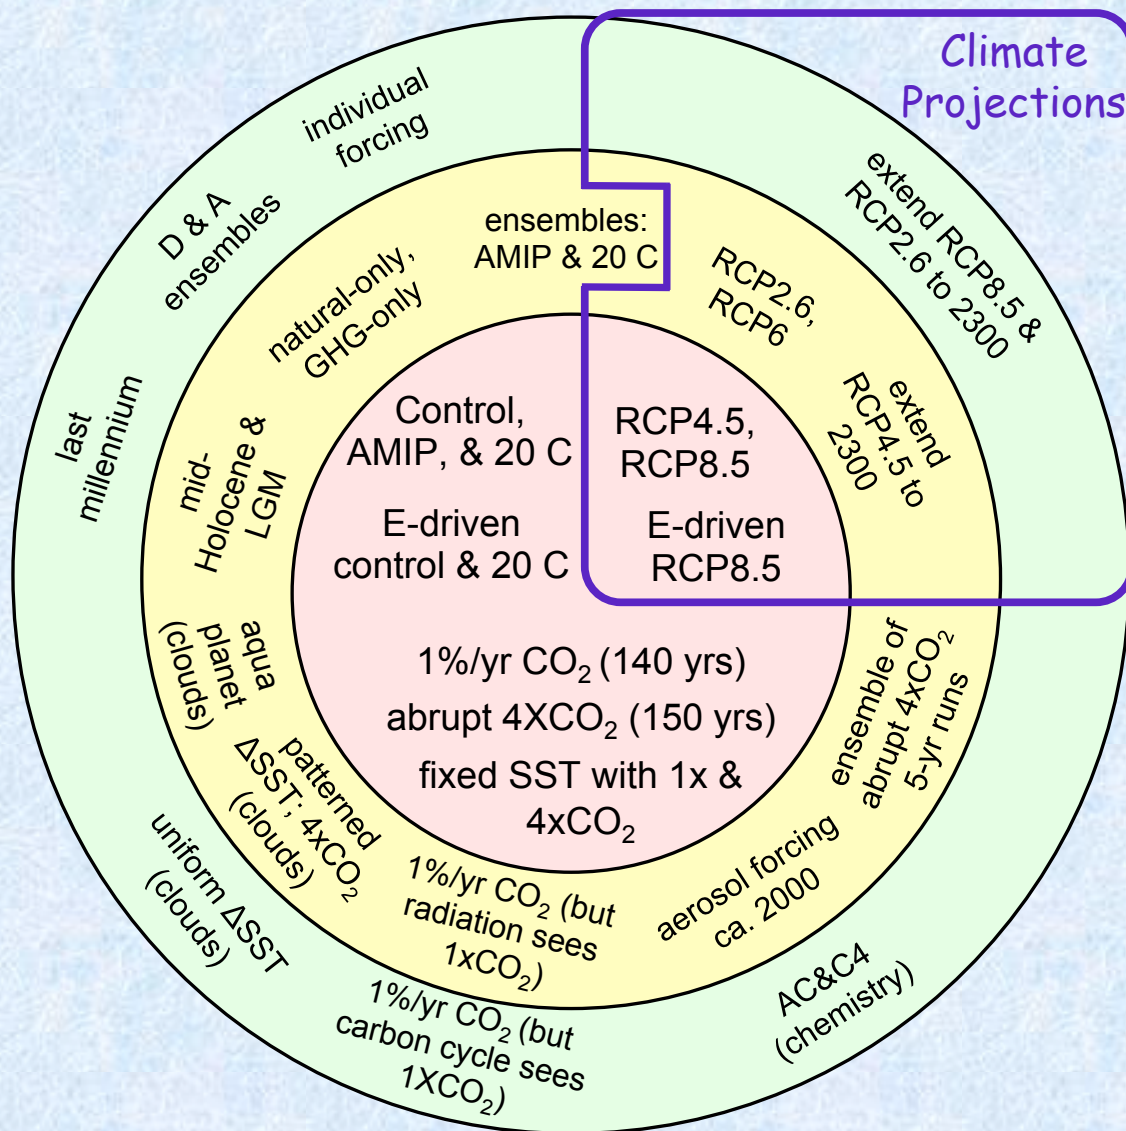 Climate
Projections
individual
forcing
D & A
ensembles
last
millennium
extend RCP8.5 &
RCP2.6 to 2300
ensembles:
AMIP & 20 C
natural-only,
GHG-only
mid-
Holocene &
LGM
RCP2.6,
RCP6
extend
RCP4.5 to
2300
Control,
AMIP, & 20 C
E-driven
control & 20 C
RCP4.5,
RCP8.5
E-driven
RCP8.5
1%/yr CO₂ (140 yrs)
abrupt 4XCO₂ (150 yrs)
fixed SST with 1x &
4xCO₂
aqua
planet
(clouds)
patterned
ΔSST; 4xCO₂
(clouds)
1%/yr CO₂ (but
radiation sees
1xCO₂)
aerosol forcing
ca. 2000
ensemble of
abrupt 4xCO₂
5-yr runs
uniform ΔSST
(clouds)
1%/yr CO₂ (but
carbon cycle sees
1XCO₂)
AC&C4
(chemistry)